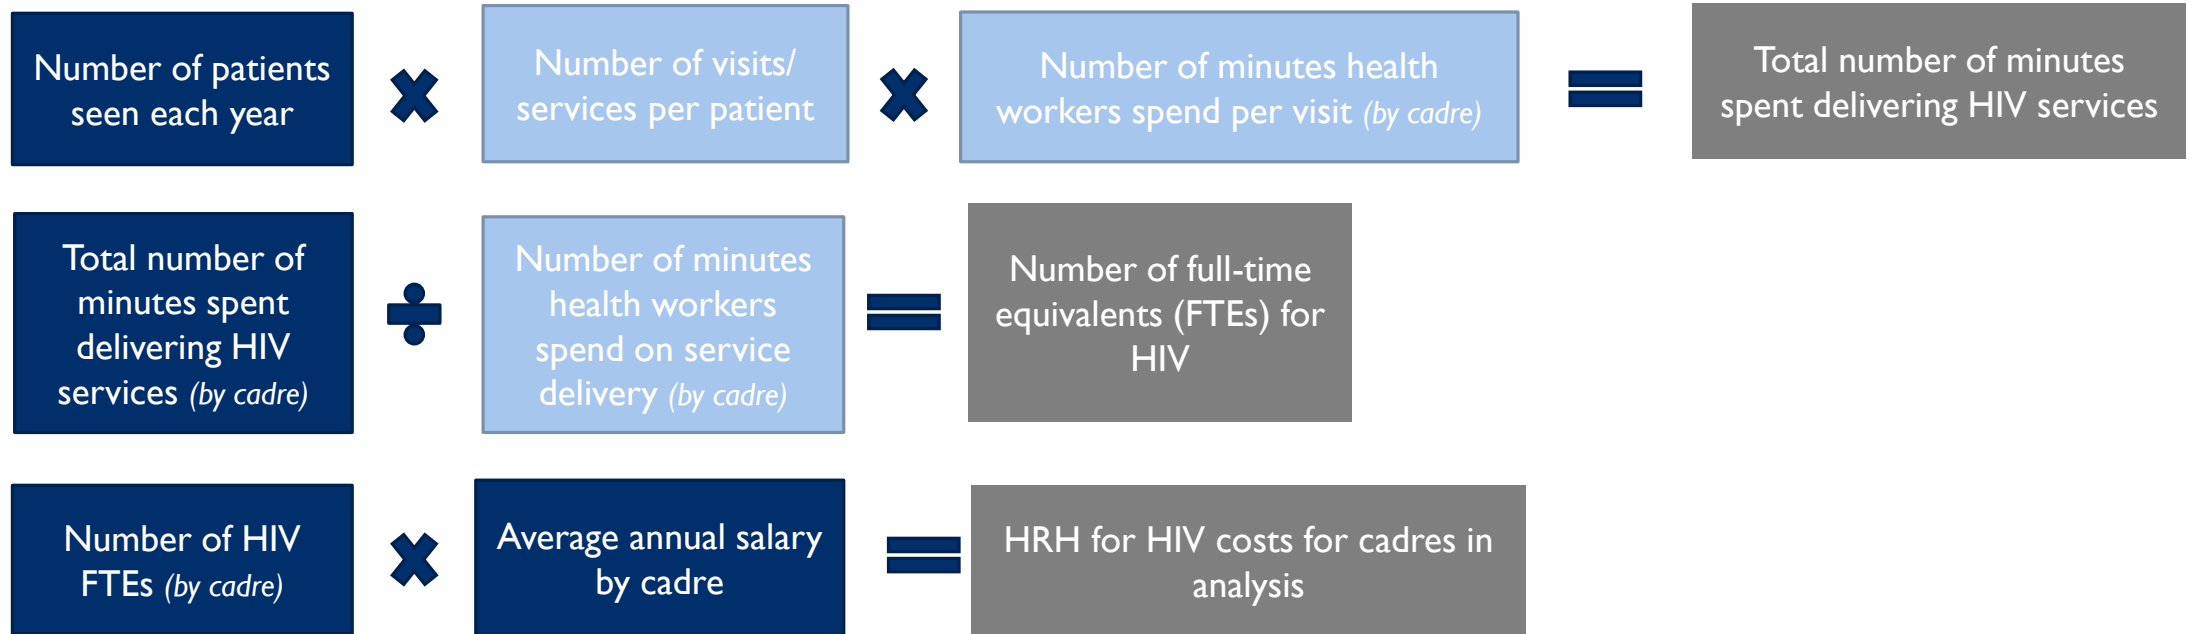 Number of patients
seen each year
Number of visits/
services per patient
Number of minutes health
workers spend per visit (by cadre)
Total number of minutes
spent delivering HIV services
Total number of
minutes spent
delivering HIV
services (by cadre)
Number of minutes
health workers
spend on service
delivery (by cadre)
Number of full-time
equivalents (FTEs) for
HIV
Number of HIV
FTEs (by cadre)
Average annual salary
by cadre
HRH for HIV costs for cadres in
analysis